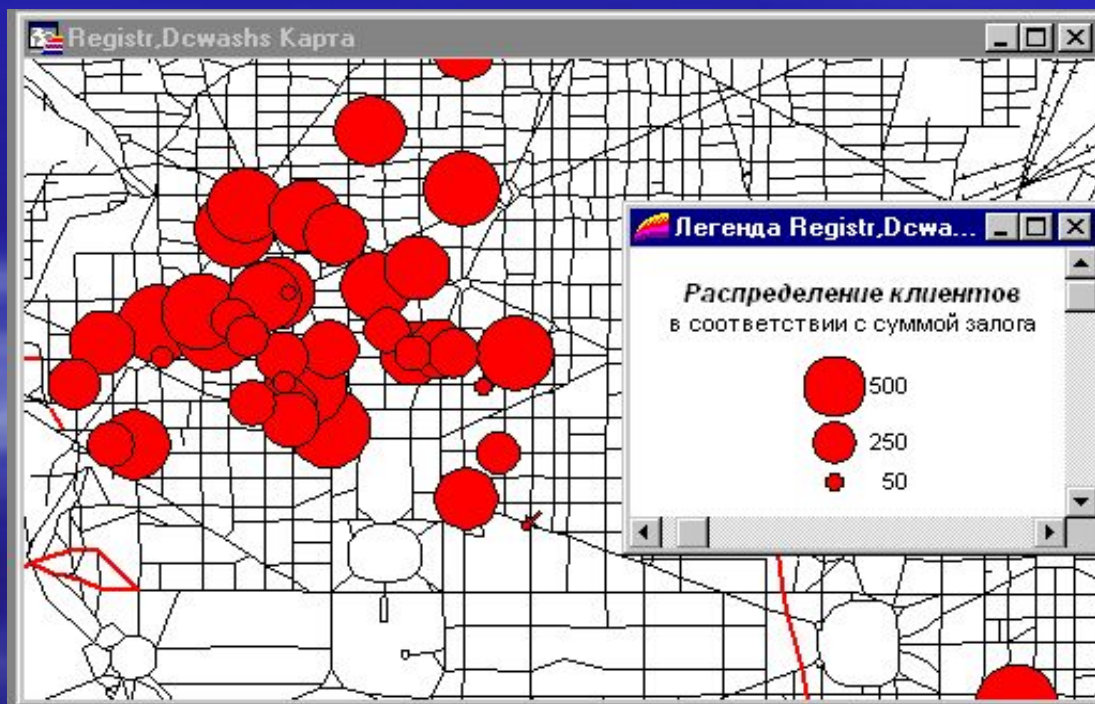 Registr,Dcwashs Карта
Легенда Registr,Dcwa...
Распределение клиентов
в соответствии с суммой залога
500
250
50